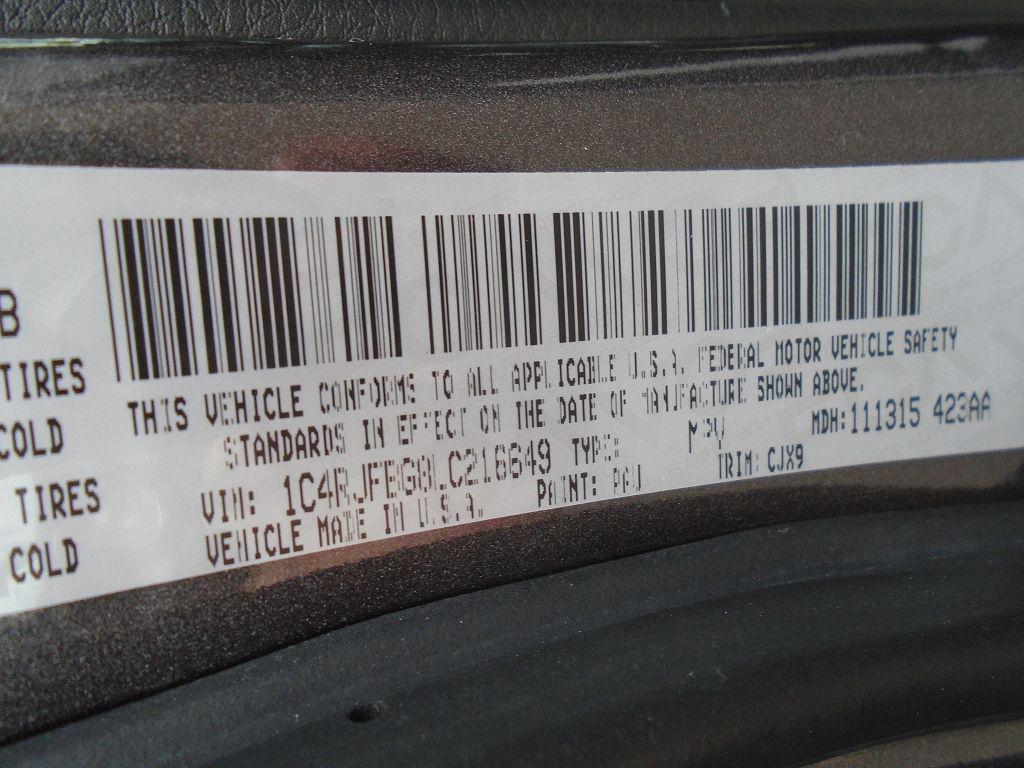 B
TIRES
COLD
TIRES
COLD
THIS VEHICLE CONFORMS TO ALL APPLICABLE U.S.A. FEDERAL MOTOR VEHICLE SAFETY
STANDARDS IN EFFECT ON THE DATE OF MANUFACTURE SHOWN ABOVE.
VIN: 1C4RJFBG8LC216649 TYPE: MPV MDH:111315 423AA
VEHICLE MADE IN U.S.A. PAINT: PAU TRIM: CJX9